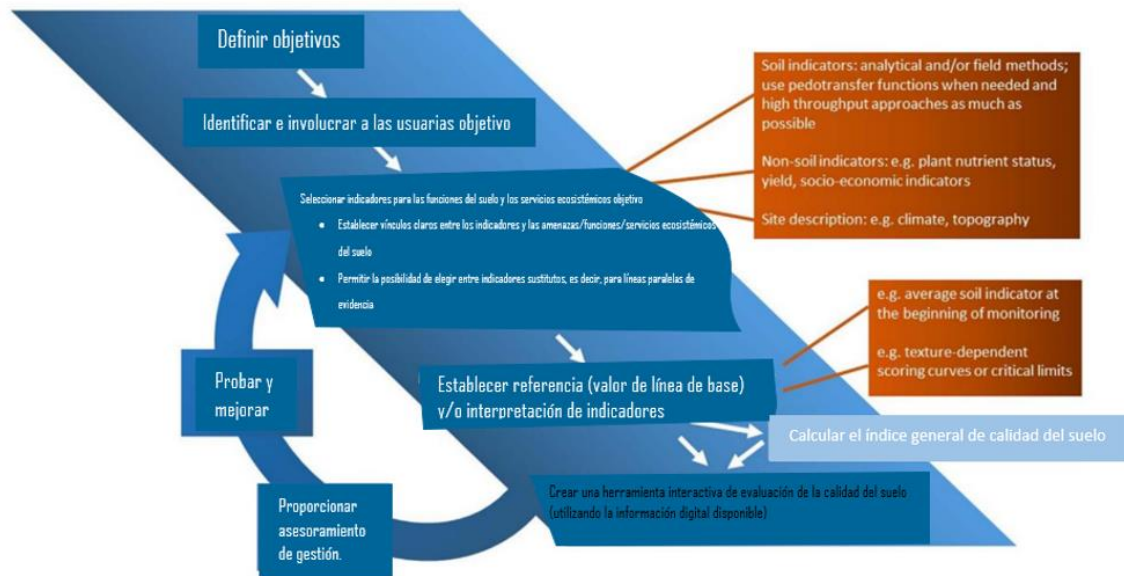 Definir objetivos
Identificar e involucrar a las usuarias objetivo
Seleccionar indicadores para las funciones del suelo y los servicios ecosistémicos objetivo
• Establecer vínculos claros entre los indicadores y las amenazas/funciones/servicios ecosistémicos
del suelo
• Permitir la posibilidad de elegir entre indicadores sustitutos, es decir, para líneas paralelas de
evidencia
Soil indicators: analytical and/or field methods;
use pedotransfer functions when needed and
high throughput approaches as much as
possible
Non-soil indicators: e.g. plant nutrient status,
yield, socio-economic indicators
Site description: e.g. climate, topography
Establecer referencia (valor de línea de base)
y/o interpretación de indicadores
e.g. average soil indicator at
the beginning of monitoring
e.g. texture-dependent
scoring curves or critical limits
Calcular el índice general de calidad del suelo
Crear una herramienta interactiva de evaluación de la calidad del suelo
(utilizando la información digital disponible)
Proporcionar
asesoramiento
de gestión.
Probar y
mejorar